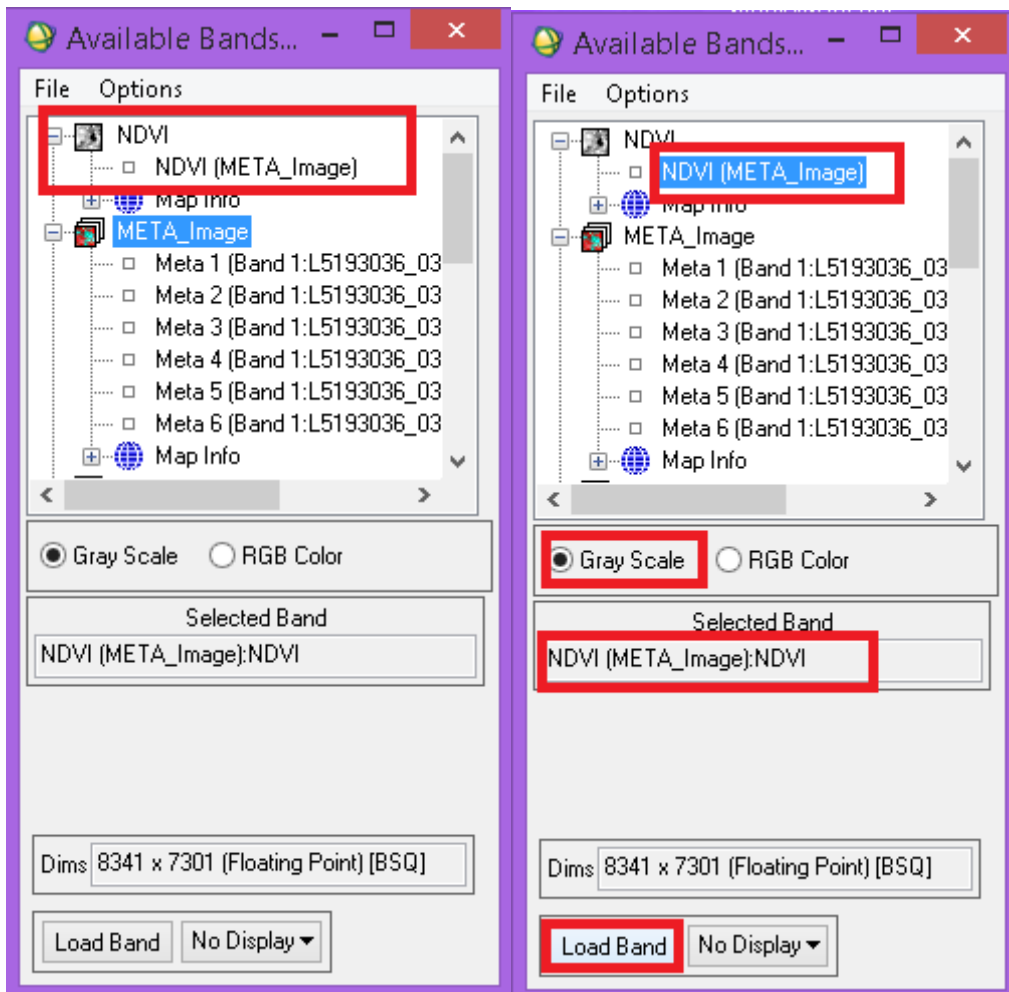 Available Bands...
File Options
NDVI
NDVI (META_Image)
Map Info
META_Image
Meta 1 (Band 1:L5193036_03
Meta 2 (Band 1:L5193036_03
Meta 3 (Band 1:L5193036_03
Meta 4 (Band 1:L5193036_03
Meta 5 (Band 1:L5193036_03
Meta 6 (Band 1:L5193036_03
Map Info
Gray Scale RGB Color
Selected Band
NDVI (META_Image):NDVI
Dims 8341 x 7301 (Floating Point) [BSQ]
Load Band No Display
Available Bands...
File Options
NDVI
NDVI (META_Image)
Map Info
META_Image
Meta 1 (Band 1:L5193036_03
Meta 2 (Band 1:L5193036_03
Meta 3 (Band 1:L5193036_03
Meta 4 (Band 1:L5193036_03
Meta 5 (Band 1:L5193036_03
Meta 6 (Band 1:L5193036_03
Map Info
Gray Scale RGB Color
Selected Band
NDVI (META_Image):NDVI
Dims 8341 x 7301 (Floating Point) [BSQ]
Load Band No Display